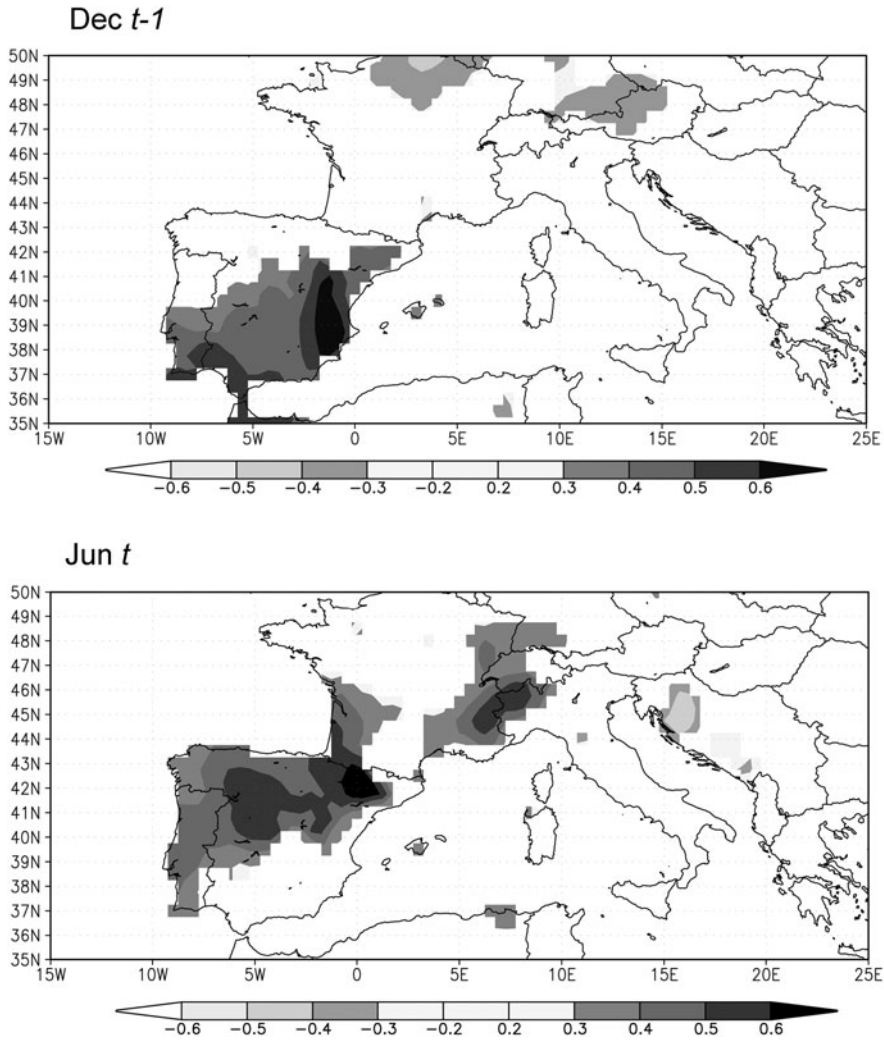 Dec t-1
50N
49N
48N
47N
46N
45N
44N
43N
42N
41N
40N
39N
38N
37N
36N
35N
15W 10W 5W 0 5E 10E 15E 20E 25E
−0.6 −0.5 −0.4 −0.3 −0.2 0.2 0.3 0.4 0.5 0.6
Jun t
50N
49N
48N
47N
46N
45N
44N
43N
42N
41N
40N
39N
38N
37N
36N
35N
15W 10W 5W 0 5E 10E 15E 20E 25E
−0.6 −0.5 −0.4 −0.3 −0.2 0.2 0.3 0.4 0.5 0.6